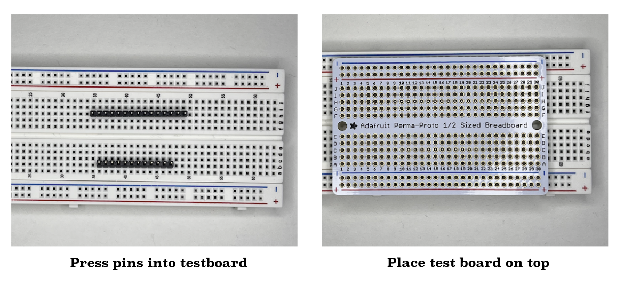 Adafruit Perma-Proto 1/2 Sized Breadboard
Press pins into testboard
Place test board on top